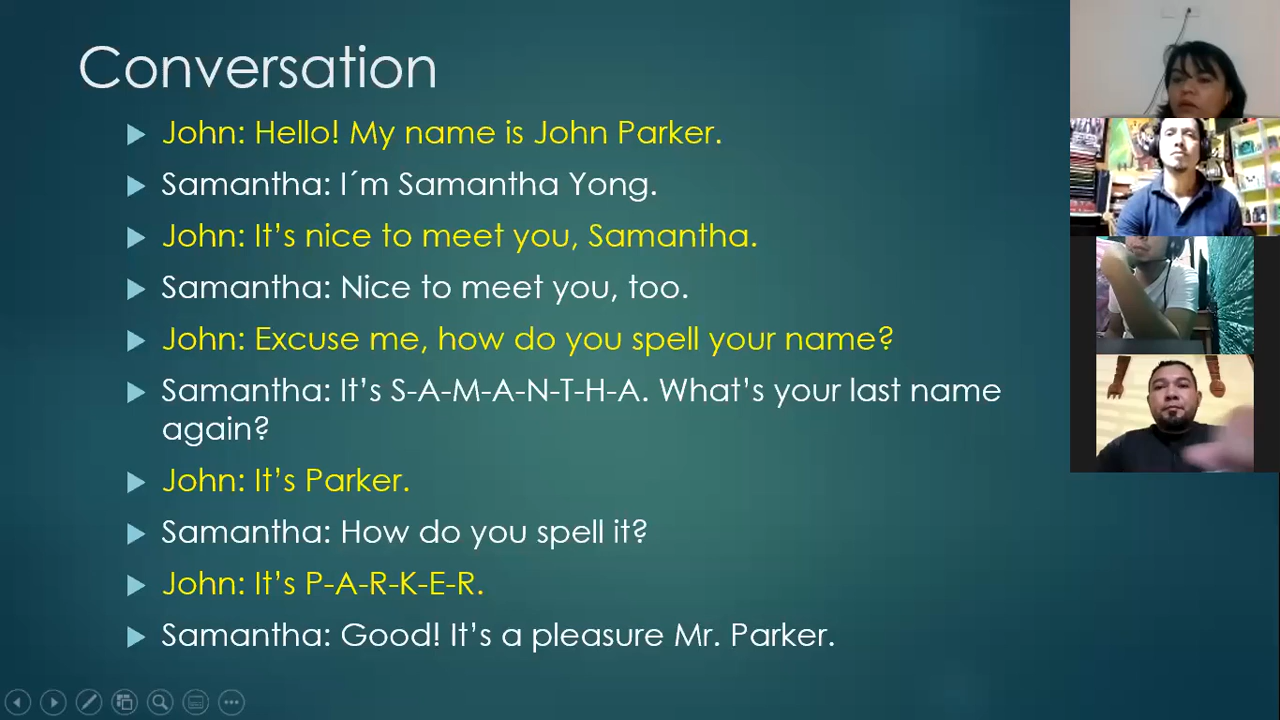 Conversation
John: Hello! My name is John Parker.
Samantha: I´m Samantha Yong.
John: It’s nice to meet you, Samantha.
Samantha: Nice to meet you, too.
John: Excuse me, how do you spell your name?
Samantha: It’s S-A-M-A-N-T-H-A. What’s your last name
again?
John: It’s Parker.
Samantha: How do you spell it?
John: It’s P-A-R-K-E-R.
Samantha: Good! It’s a pleasure Mr. Parker.